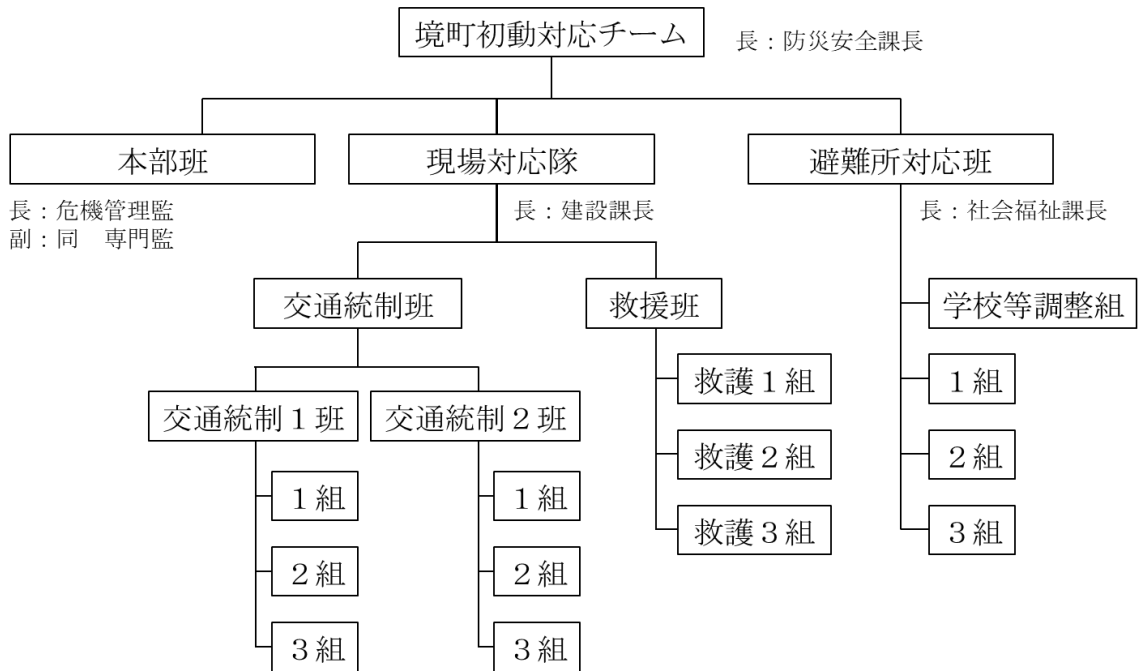 境町初動対応チーム
長：防災安全課長
本部班
現場対応隊
避難所対応班
長：危機管理監
副：同　専門監
長：建設課長
長：社会福祉課長
交通統制班
救援班
学校等調整組
交通統制１班
交通統制２班
救護１組
１組
救護２組
２組
救護３組
３組
１組
１組
２組
２組
３組
３組